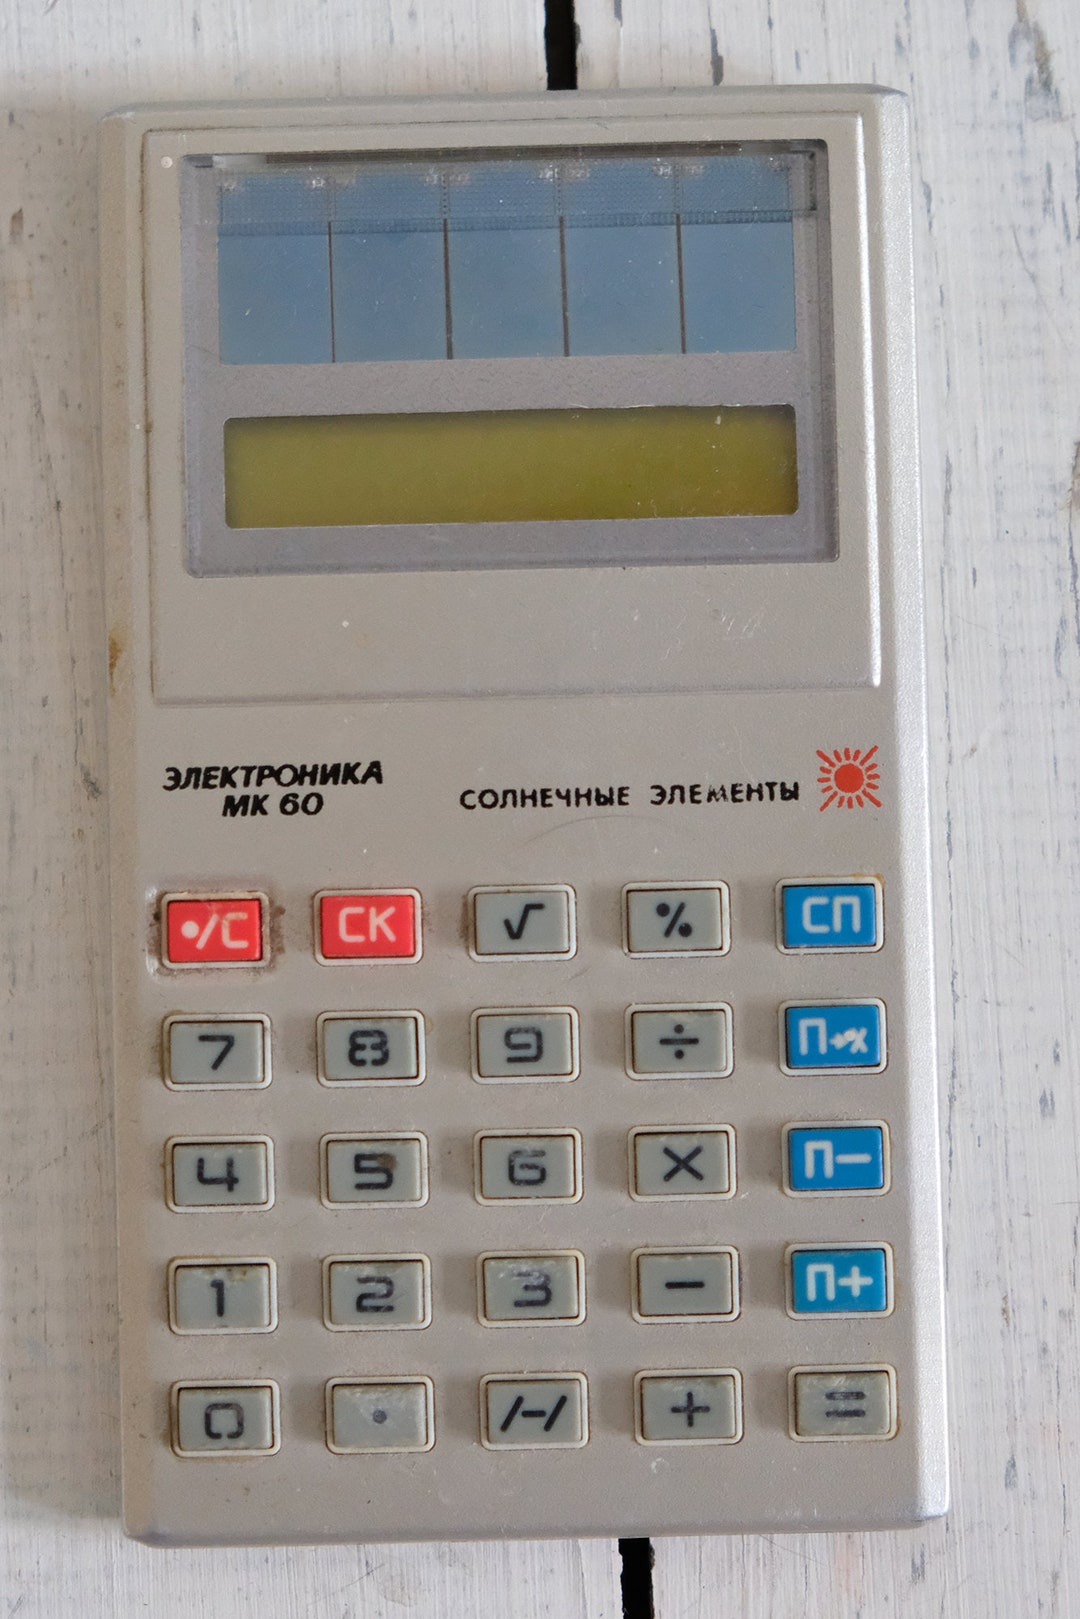 ЭЛЕКТРОНИКА
МК 60
СОЛНЕЧНЫЕ ЭЛЕМЕНТЫ
•/С СК √ % СП
7 8 9 ÷ П→x
4 5 6 × П−
1 2 3 − П+
0 • /-/ + =